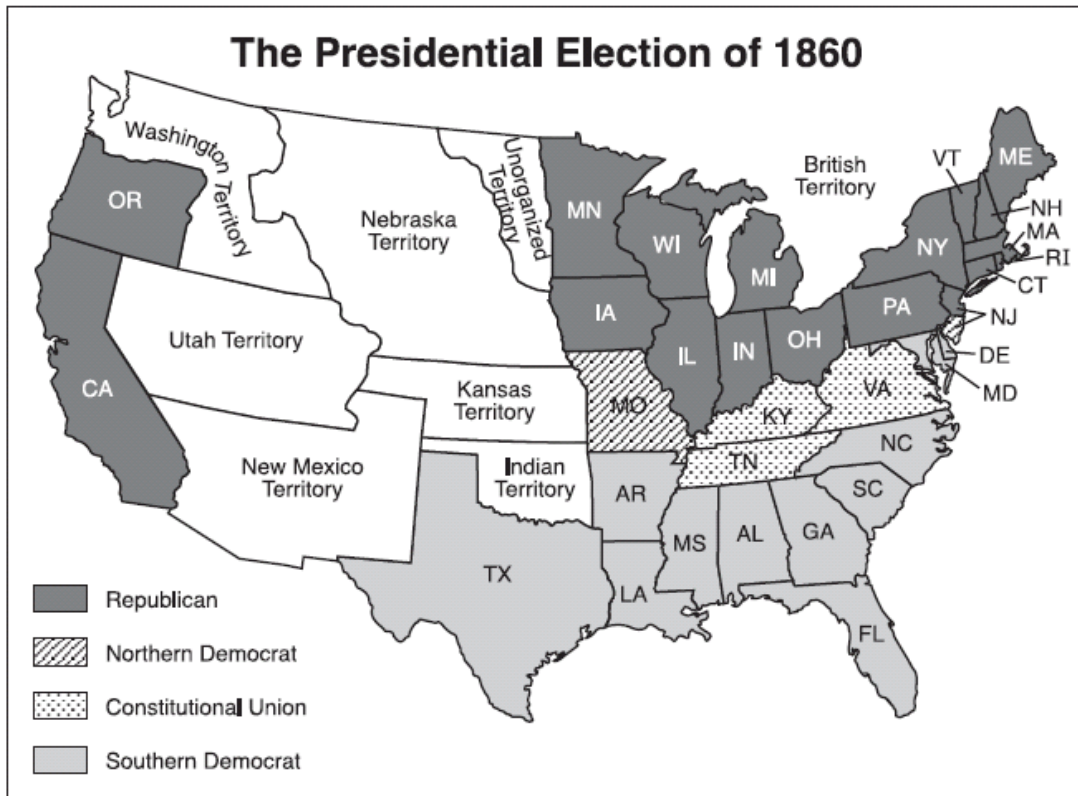 The Presidential Election of 1860
Washington Territory
Unorganized
Territory
British
Territory
VT
ME
OR
Nebraska
Territory
MN
WI
MI
NY
NH
MA
RI
CT
IA
PA
NJ
Utah Territory
IL
IN
OH
DE
MD
CA
Kansas
Territory
MO
KY
VA
New Mexico
Territory
Indian
Territory
TN
NC
AR
SC
MS
AL
GA
TX
LA
FL
Republican
Northern Democrat
Constitutional Union
Southern Democrat